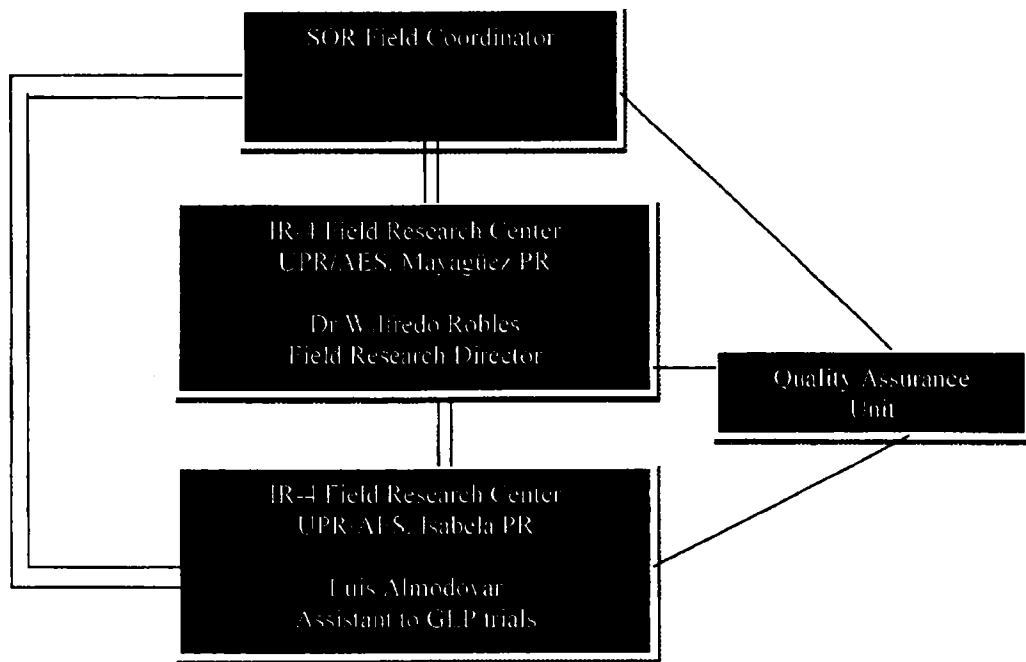 SOR Field Coordinator
IR-4 Field Research Center
UPR/AES, Mayagüez PR
Dr Wilfredo Robles
Field Research Director
Quality Assurance
Unit
IR-4 Field Research Center
UPR/AES, Isabela PR
Luis Almodovar
Assistant to GLP trials